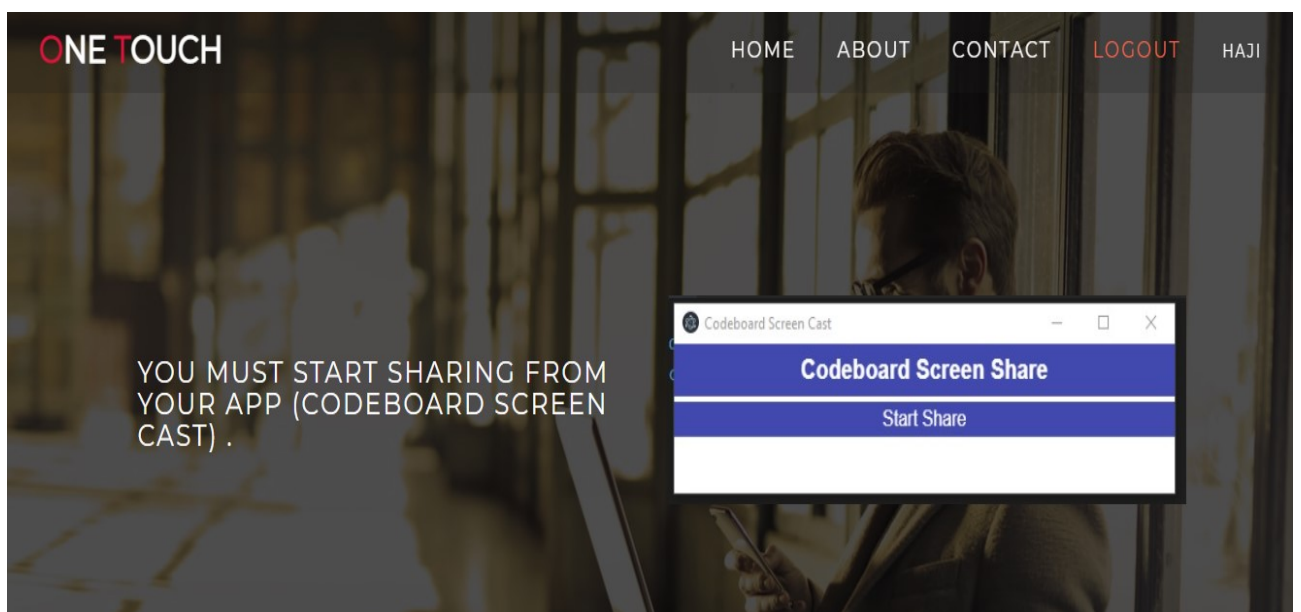 ONE TOUCH
HOME ABOUT CONTACT LOGOUT HAJI
Codeboard Screen Cast
Codeboard Screen Share
Start Share
YOU MUST START SHARING FROM
YOUR APP (CODEBOARD SCREEN
CAST) .